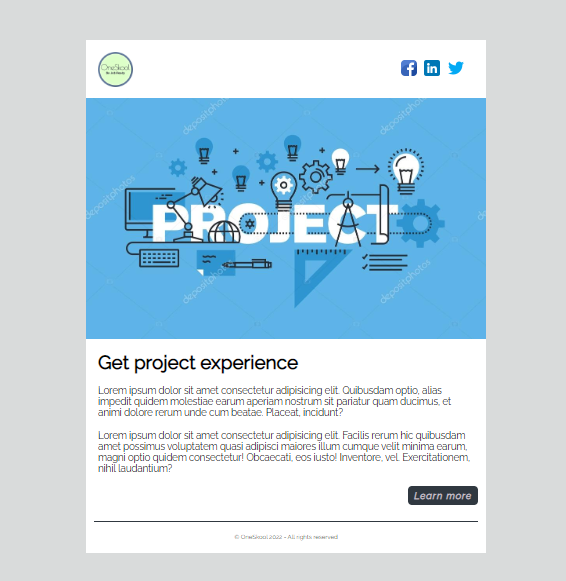 OneSkool
depositphotos
depositphotos
depositphotos
PROJECT
depositphotos
depositphotos
Get project experience
Lorem ipsum dolor sit amet consectetur adipisicing elit. Quibusdam optio, alias
impedit quidem molestiae earum aperiam nostrum sit pariatur quam ducimus, et
animi dolore rerum unde cum beatae. Placeat, incidunt?
Lorem ipsum dolor sit amet consectetur adipisicing elit. Facilis rerum hic quibusdam
amet possimus voluptatem quasi adipisci maiores illum cumque velit minima earum,
magni optio quidem consectetur! Obcaecati, eos iusto! Inventore, vel. Exercitationem,
nihil laudantium?
Learn more
© OneSkool 2022 - All rights reserved